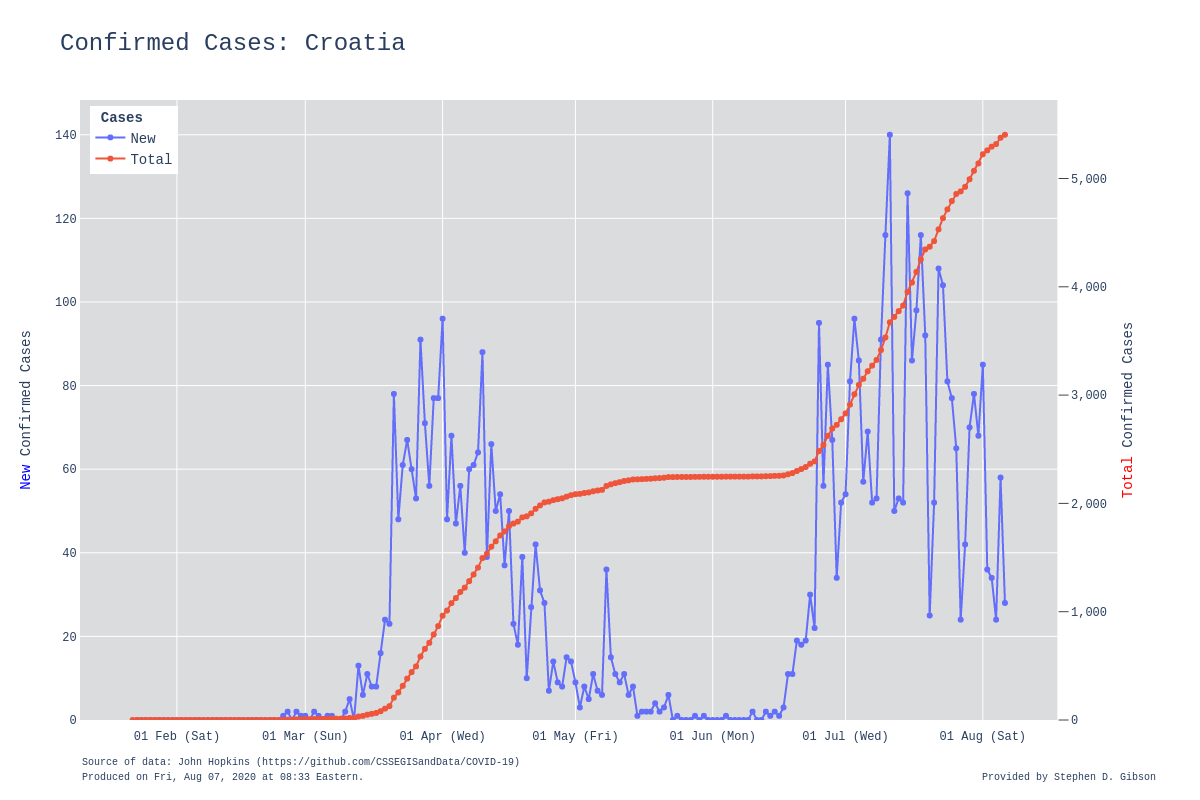 Confirmed Cases: Croatia
Cases
New
Total
140
120
100
80
60
40
20
0
5,000
4,000
3,000
2,000
1,000
0
New Confirmed Cases
Total Confirmed Cases
01 Feb (Sat) 01 Mar (Sun) 01 Apr (Wed) 01 May (Fri) 01 Jun (Mon) 01 Jul (Wed) 01 Aug (Sat)
Source of data: John Hopkins (https://github.com/CSSEGISandData/COVID-19)
Produced on Fri, Aug 07, 2020 at 08:33 Eastern.
Provided by Stephen D. Gibson